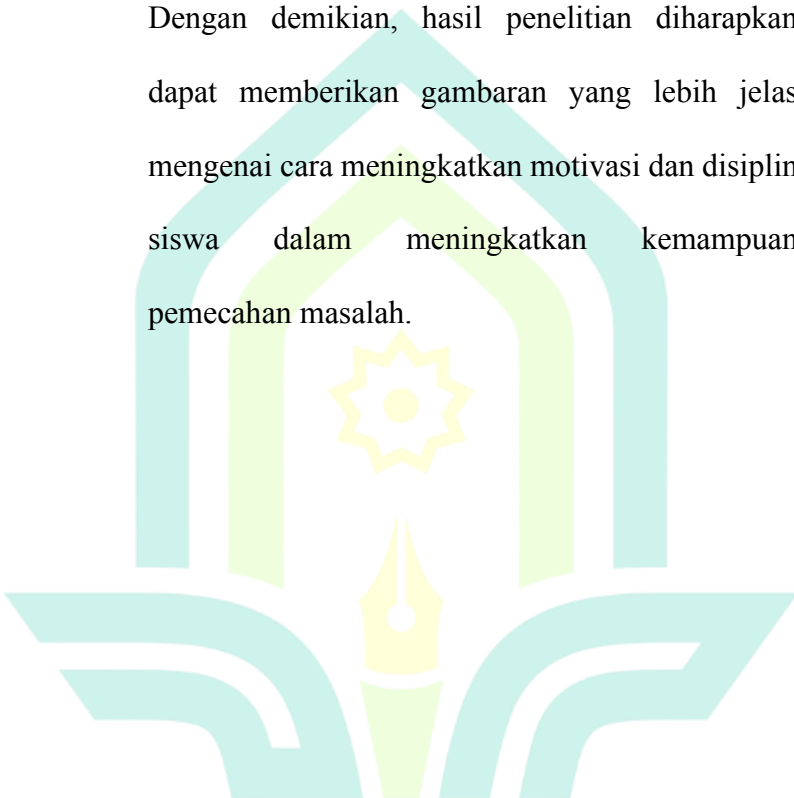 Dengan demikian, hasil penelitian diharapkan
dapat memberikan gambaran yang lebih jelas
mengenai cara meningkatkan motivasi dan disiplin
siswa dalam meningkatkan kemampuan
pemecahan masalah.